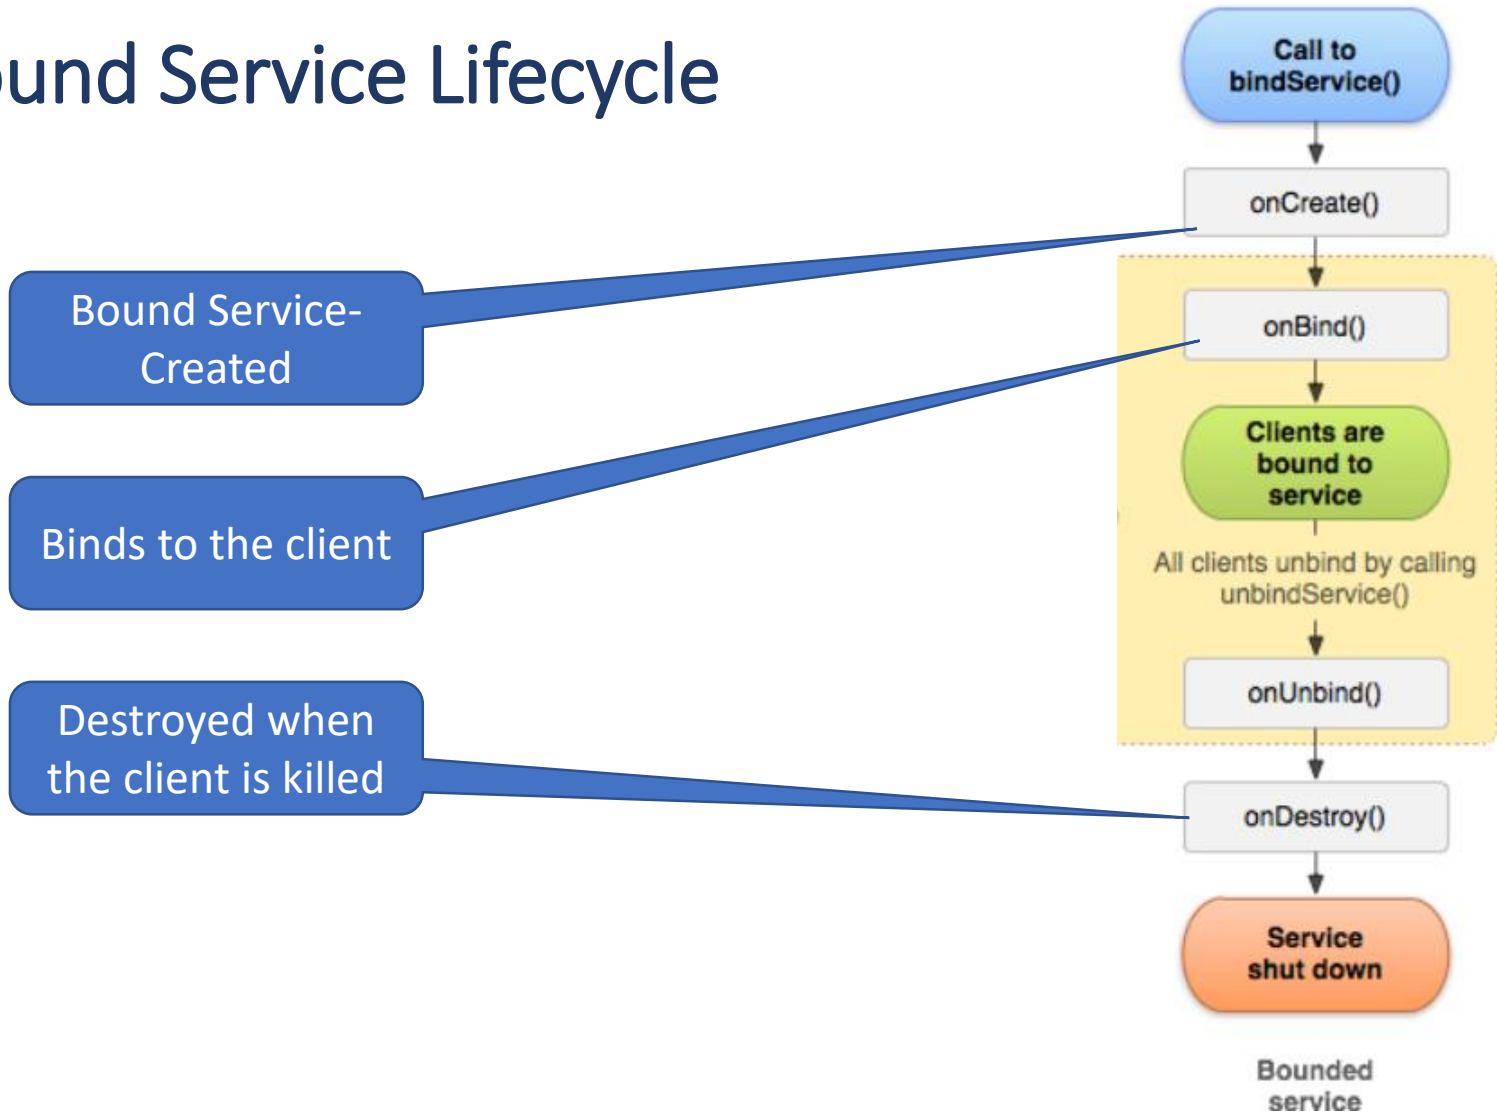 ound Service Lifecycle
Call to
bindService()
onCreate()
Bound Service-
Created
onBind()
Clients are
bound to
service
Binds to the client
All clients unbind by calling
unbindService()
onUnbind()
Destroyed when
the client is killed
onDestroy()
Service
shut down
Bounded
service